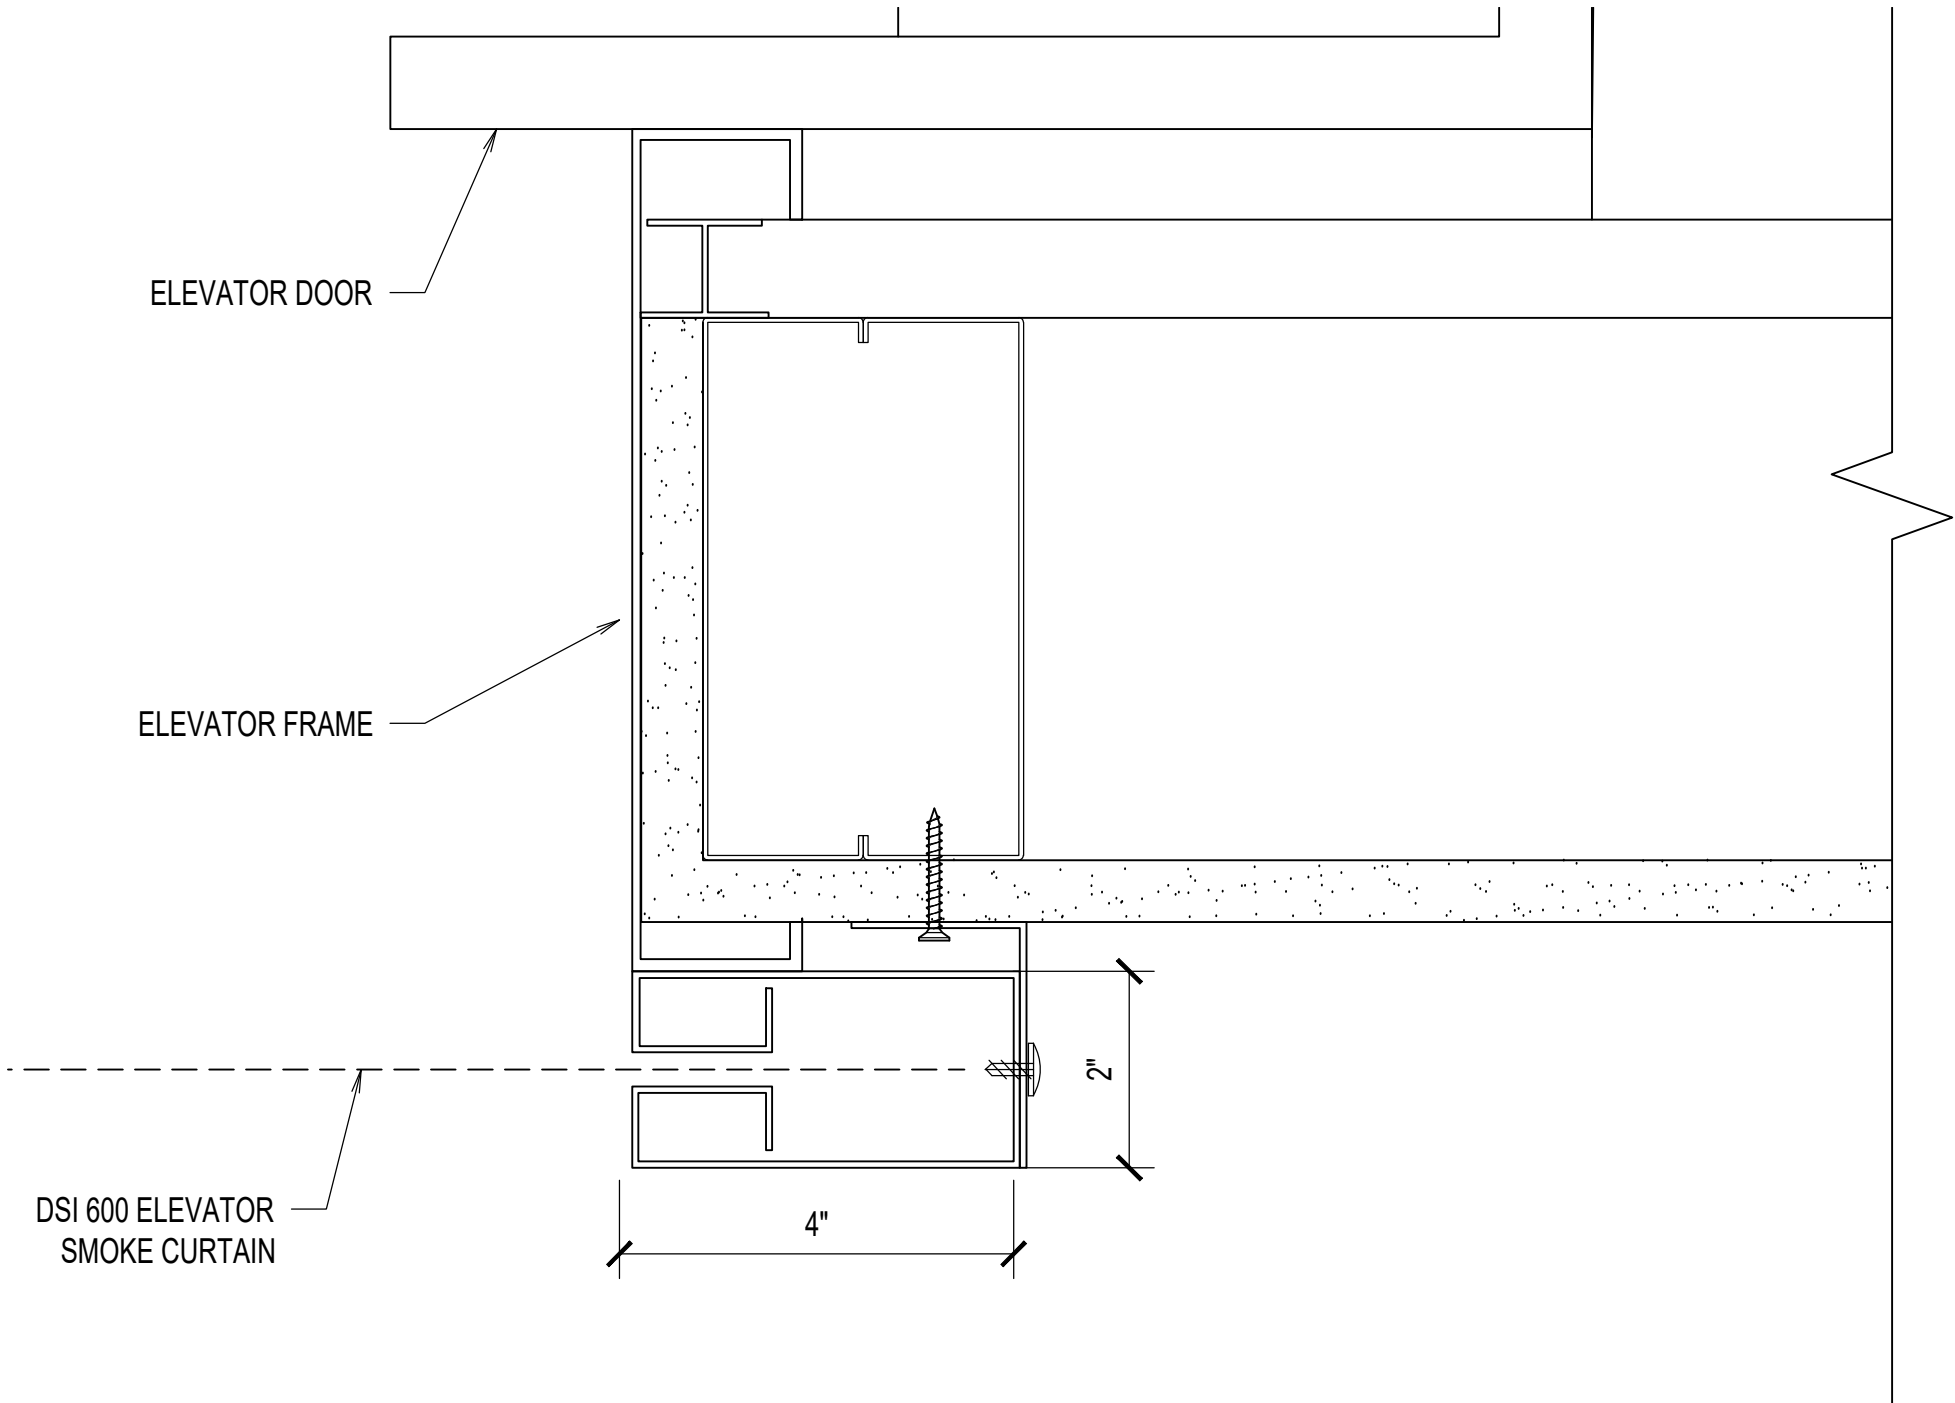 ELEVATOR DOOR
ELEVATOR FRAME
2"
DSI 600 ELEVATOR
SMOKE CURTAIN
4"